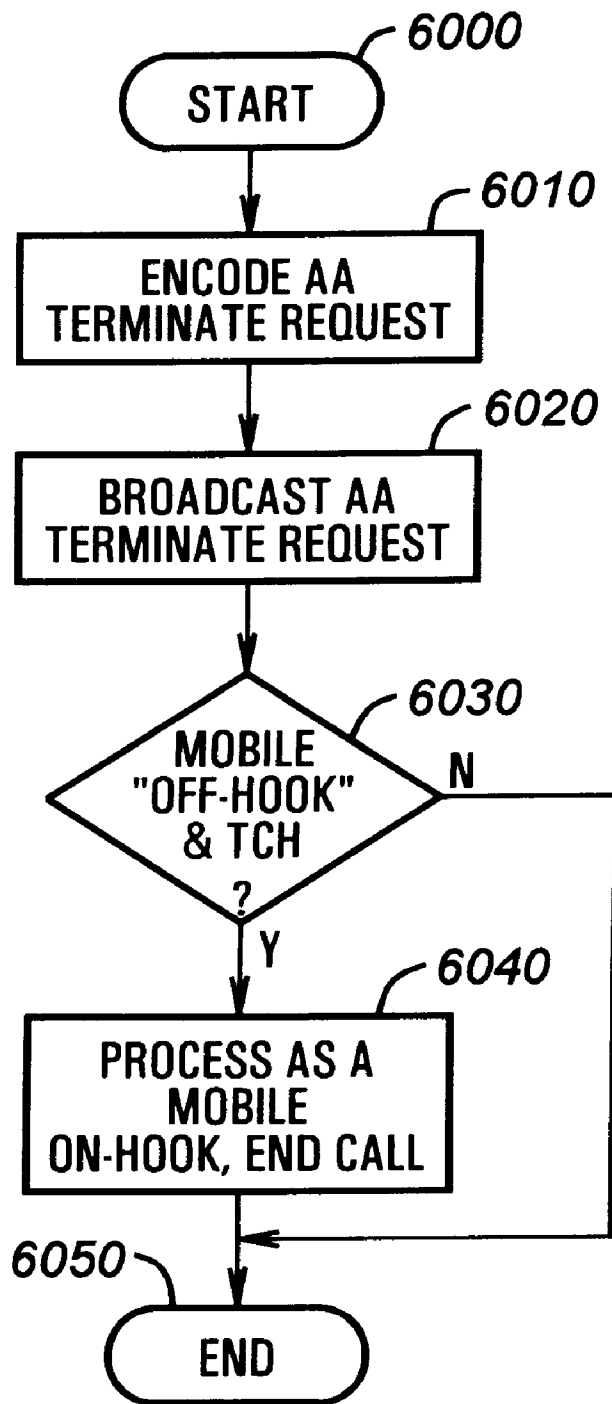 6000
START
6010
ENCODE AA
TERMINATE REQUEST
6020
BROADCAST AA
TERMINATE REQUEST
6030
MOBILE
"OFF-HOOK"
& TCH
?
N
Y
6040
PROCESS AS A
MOBILE
ON-HOOK, END CALL
6050
END